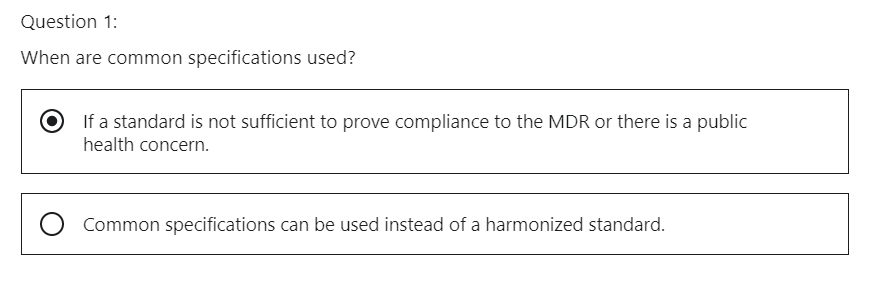 Question 1:
When are common specifications used?
If a standard is not sufficient to prove compliance to the MDR or there is a public
health concern.
Common specifications can be used instead of a harmonized standard.